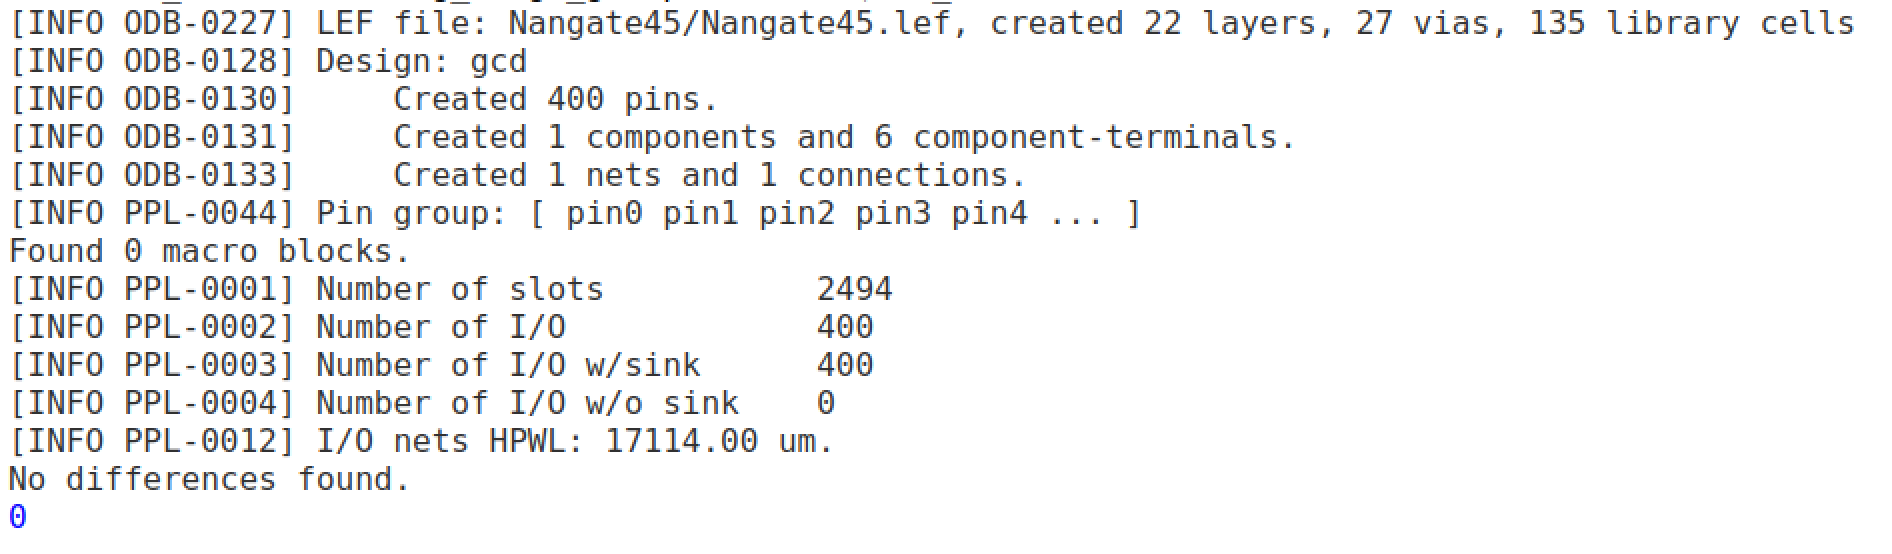 [INFO ODB-0227] LEF file: Nangate45/Nangate45.lef, created 22 layers, 27 vias, 135 library cells
[INFO ODB-0128] Design: gcd
[INFO ODB-0130]     Created 400 pins.
[INFO ODB-0131]     Created 1 components and 6 component-terminals.
[INFO ODB-0133]     Created 1 nets and 1 connections.
[INFO PPL-0044] Pin group: [ pin0 pin1 pin2 pin3 pin4 ... ]
Found 0 macro blocks.
[INFO PPL-0001] Number of slots           2494
[INFO PPL-0002] Number of I/O             400
[INFO PPL-0003] Number of I/O w/sink      400
[INFO PPL-0004] Number of I/O w/o sink    0
[INFO PPL-0012] I/O nets HPWL: 17114.00 um.
No differences found.
0